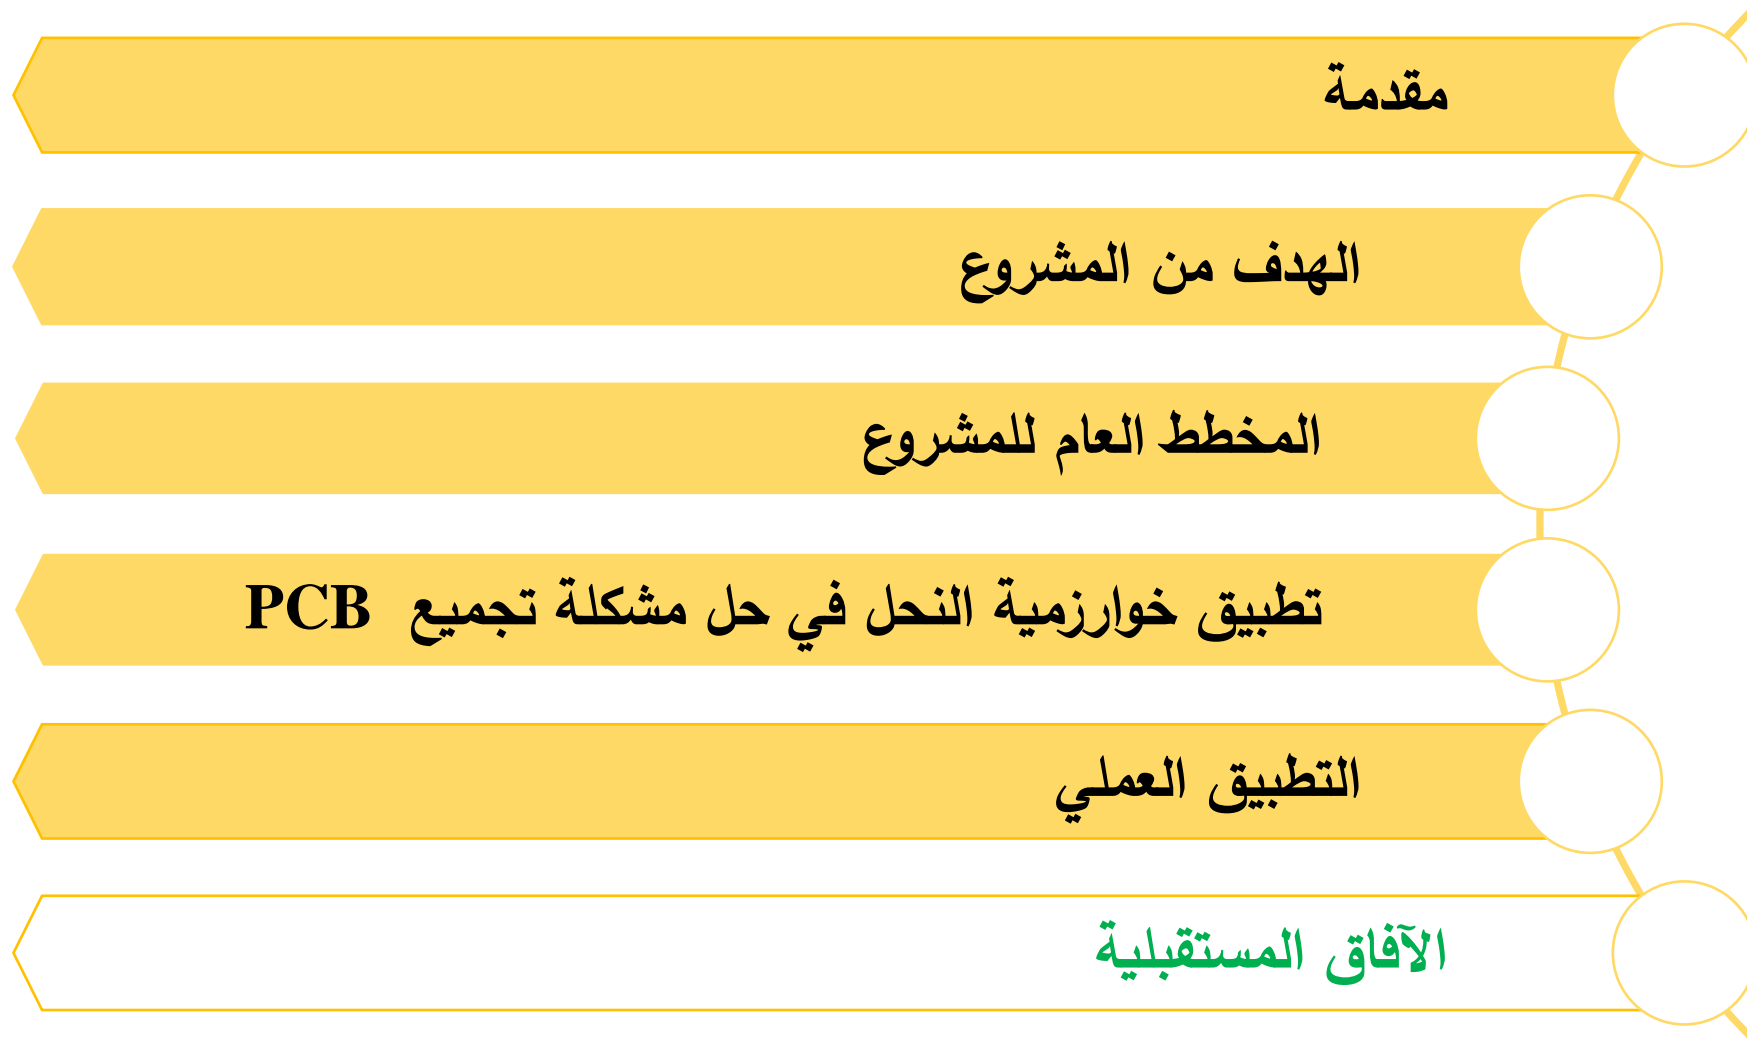 مقدمة
الهدف من المشروع
المخطط العام للمشروع
تطبيق خوارزمية النحل في حل مشكلة تجميع PCB
التطبيق العملي
الآفاق المستقبلية